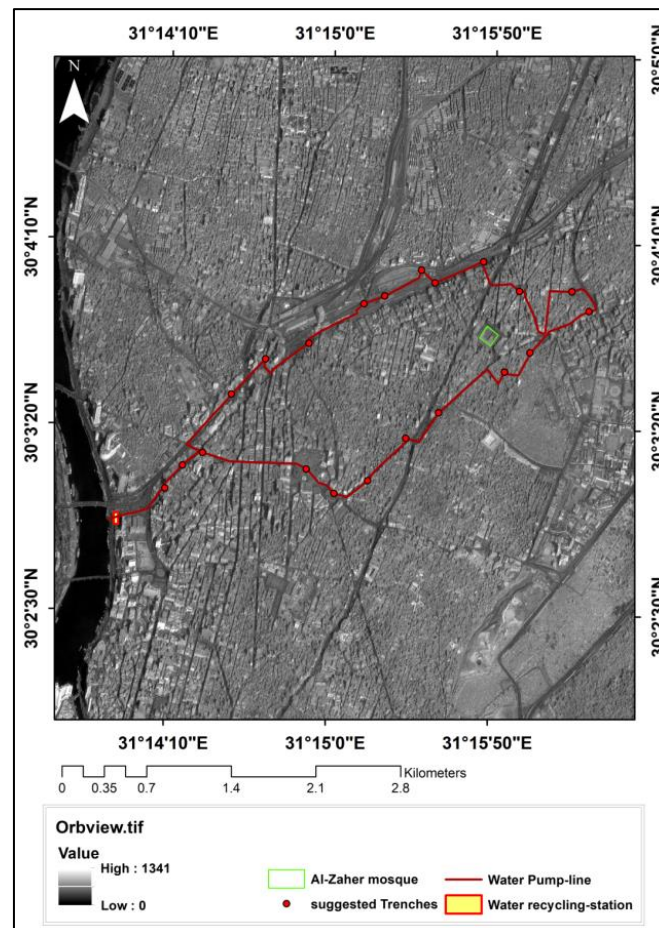 31°14'10"E 31°15'0"E 31°15'50"E
N
30°5'0"N
30°4'10"N 30°4'10"N
30°3'20"N 30°3'20"N
30°2'30"N 30°2'30"N
31°14'10"E 31°15'0"E 31°15'50"E
Kilometers
0 0.35 0.7 1.4 2.1 2.8
Orbview.tif
Value
High : 1341
Low : 0
Al-Zaher mosque
suggested Trenches
Water Pump-line
Water recycling-station